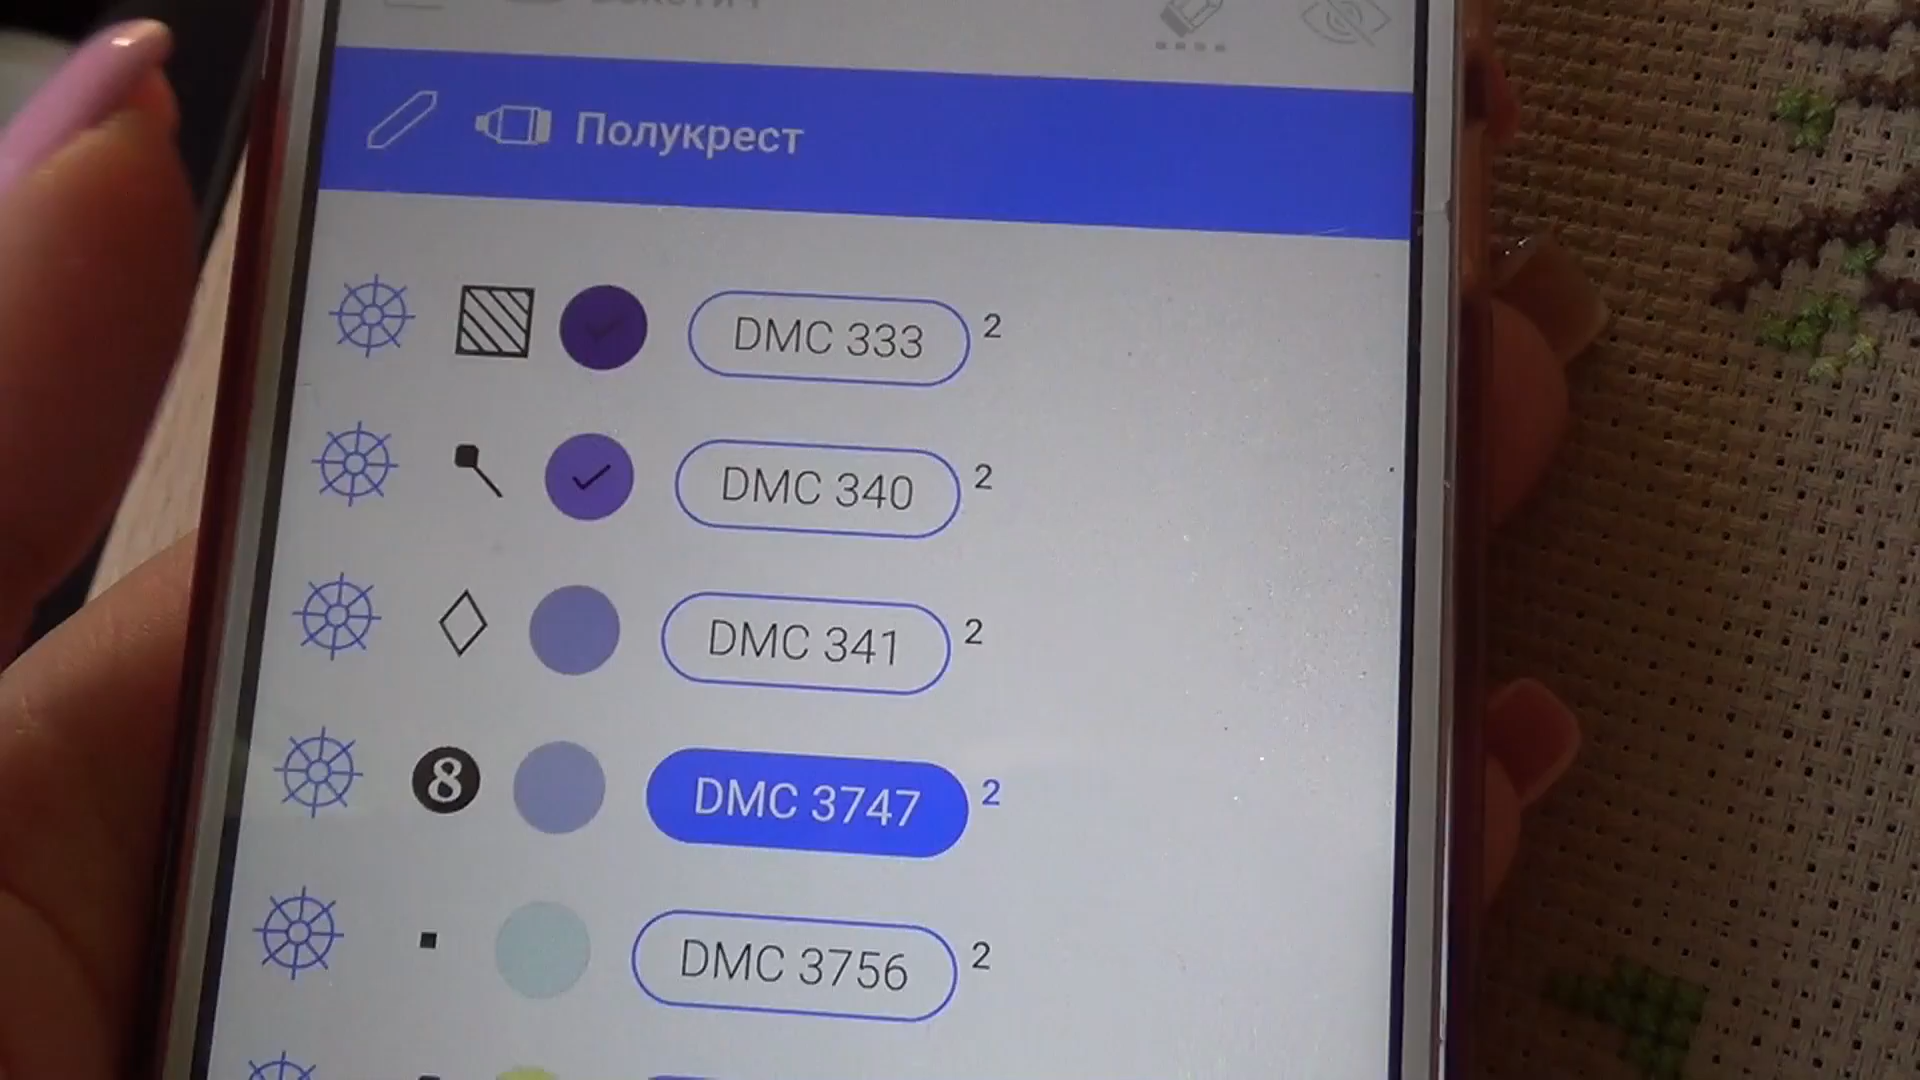 Полукрест
DMC 333 2
DMC 340 2
DMC 341 2
8 DMC 3747 2
DMC 3756 2